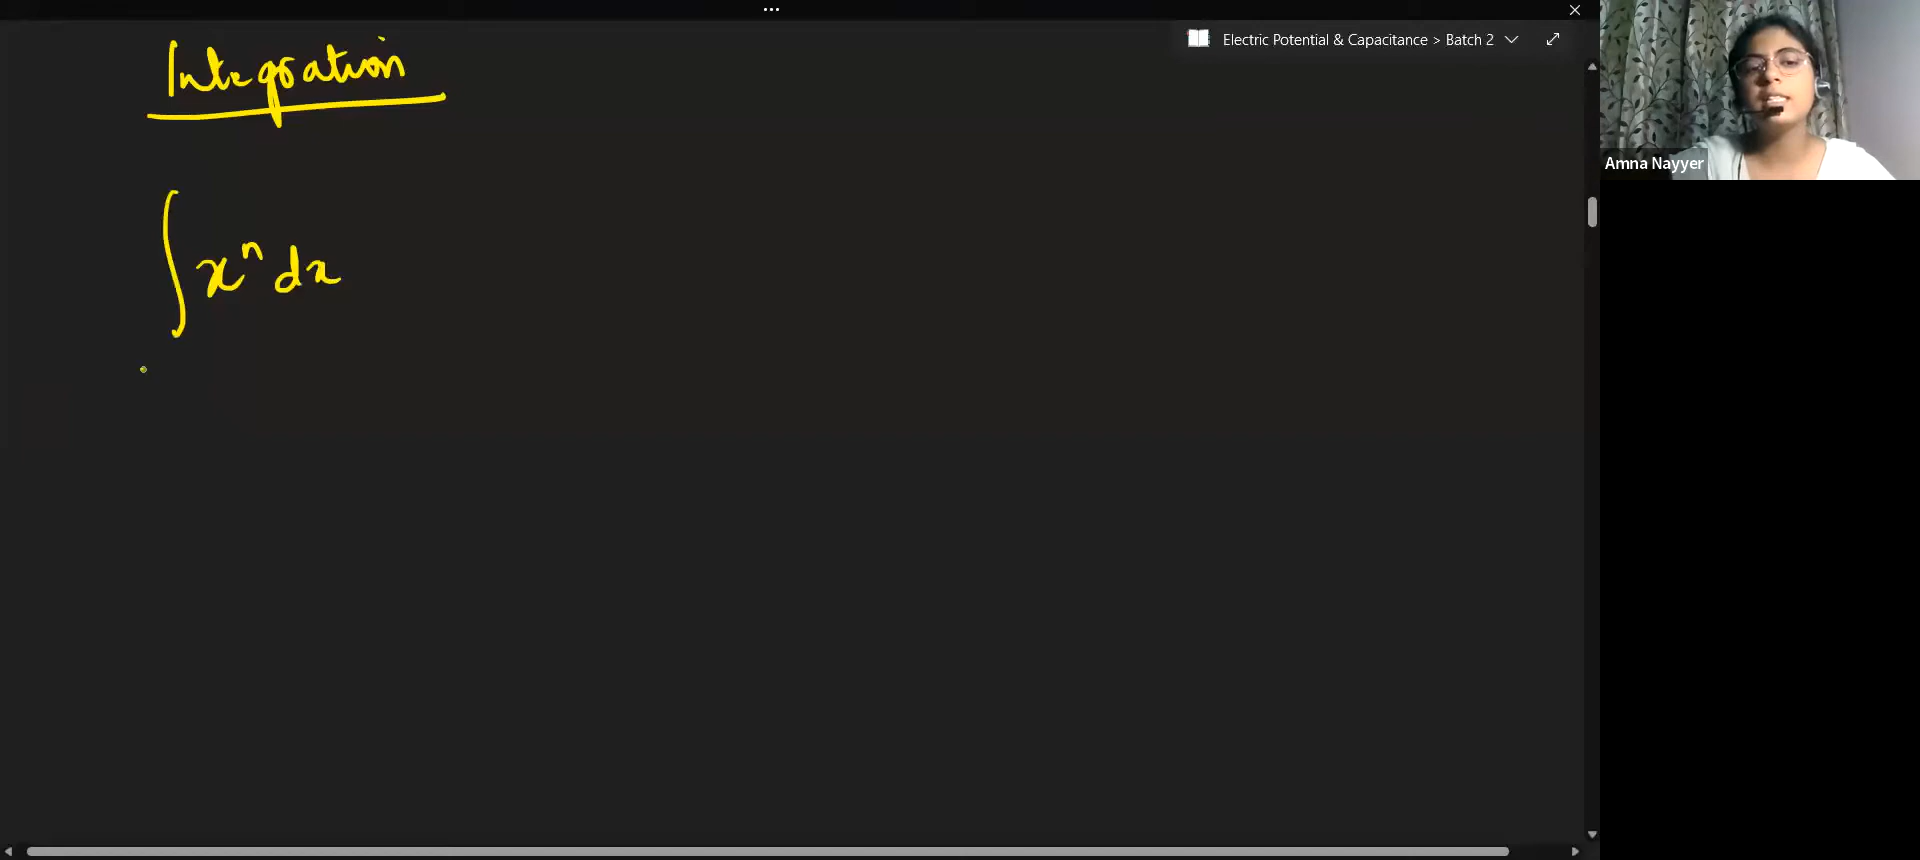 Electric Potential & Capacitance > Batch 2
Integration
∫ xⁿ dx
Amna Nayyer